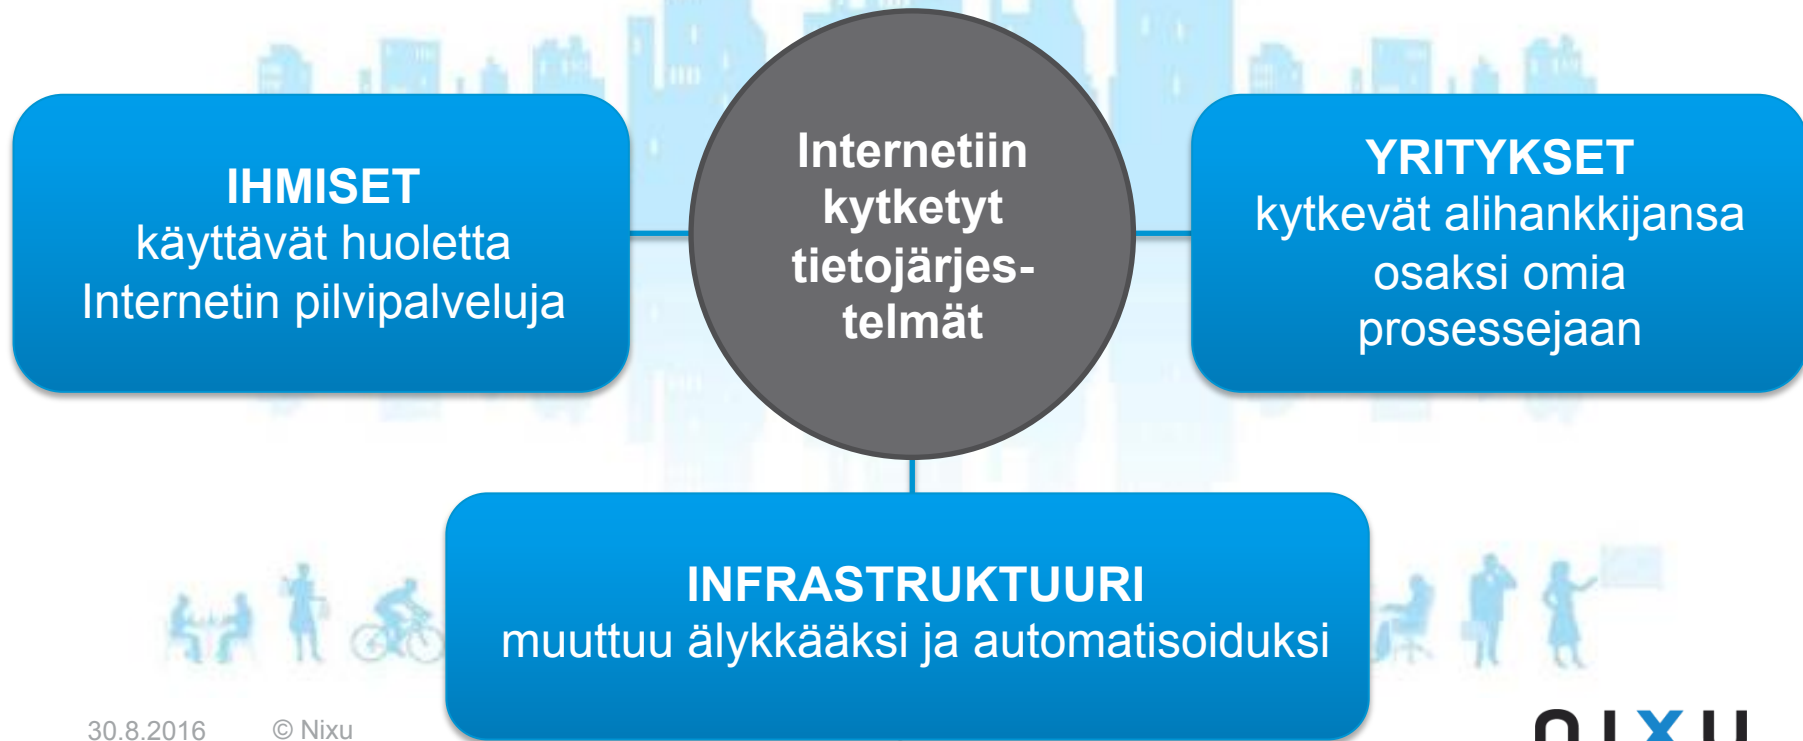 IHMISET
käyttävät huoletta
Internetin pilvipalveluja
Internetiin
kytketyt
tietojärjes-
telmät
YRITYKSET
kytkevät alihankkijansa
osaksi omia
prosessejaan
INFRASTRUKTUURI
muuttuu älykkääksi ja automatisoiduksi
30.8.2016 © Nixu
nixu